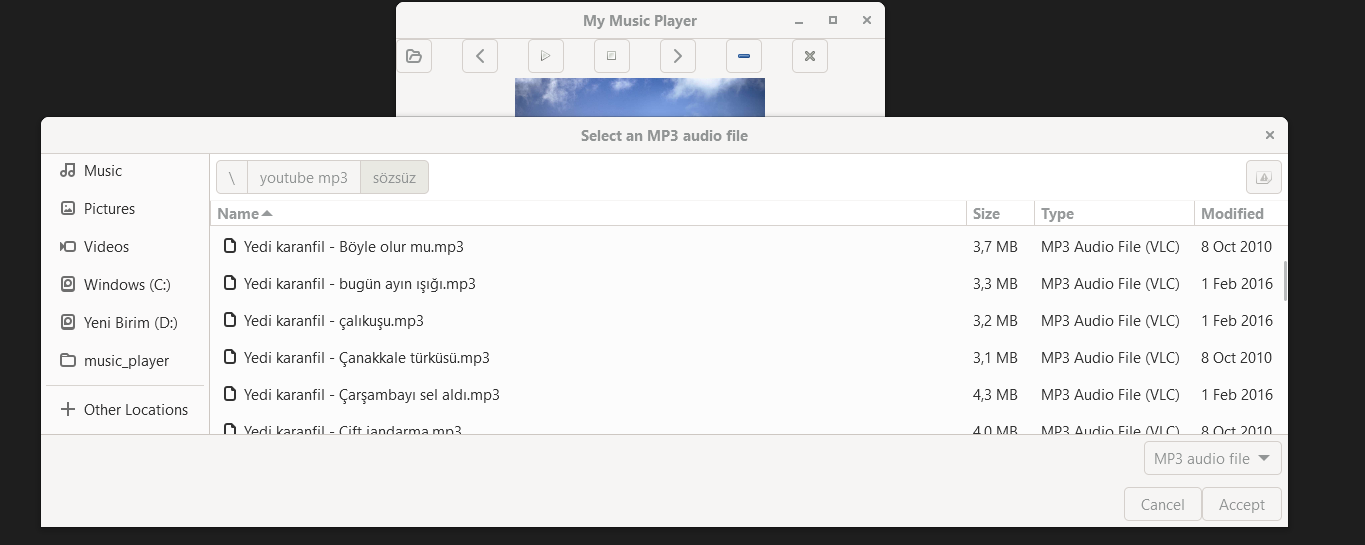 My Music Player
Select an MP3 audio file
Music
Pictures
Videos
Windows (C:)
Yeni Birim (D:)
music_player
Other Locations
\ youtube mp3 sözsüz
Name Size Type Modified
Yedi karanfil - Böyle olur mu.mp3 3,7 MB MP3 Audio File (VLC) 8 Oct 2010
Yedi karanfil - bugün ayın ışığı.mp3 3,3 MB MP3 Audio File (VLC) 1 Feb 2016
Yedi karanfil - çalıkuşu.mp3 3,2 MB MP3 Audio File (VLC) 1 Feb 2016
Yedi karanfil - Çanakkale türküsü.mp3 3,1 MB MP3 Audio File (VLC) 8 Oct 2010
Yedi karanfil - Çarşambayı sel aldı.mp3 4,3 MB MP3 Audio File (VLC) 1 Feb 2016
Yedi karanfil - Çift jandarma.mp3 4,0 MB MP3 Audio File (VLC) 8 Oct 2010
MP3 audio file
Cancel Accept